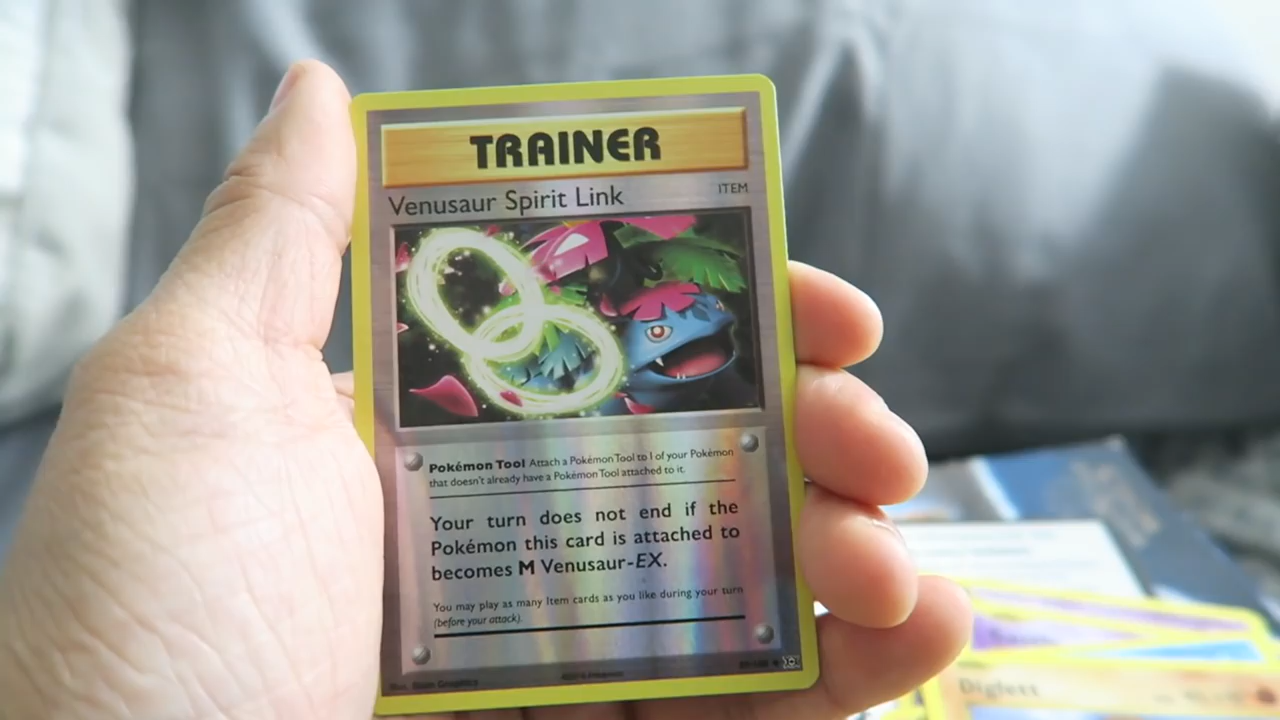 TRAINER
Venusaur Spirit Link ITEM
Pokémon Tool Attach a Pokémon Tool to 1 of your Pokémon
that doesn't already have a Pokémon Tool attached to it.
Your turn does not end if the
Pokémon this card is attached to
becomes M Venusaur-EX.
You may play as many Item cards as you like during your turn
(before your attack).
Diglett